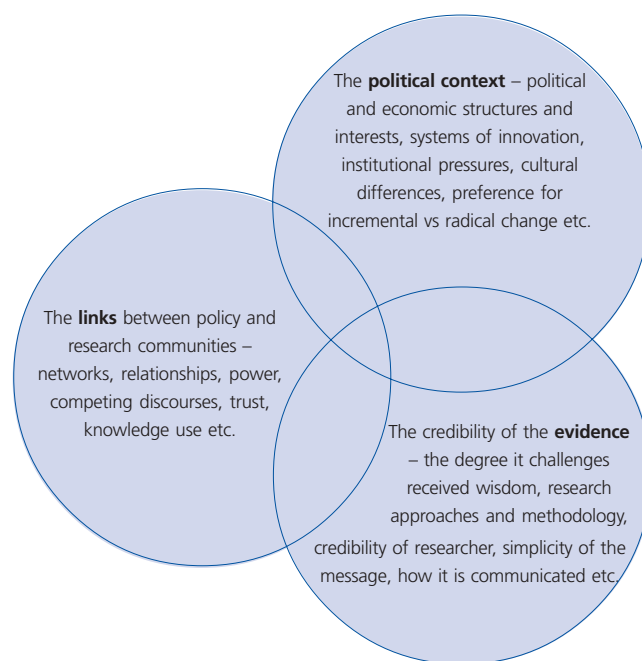 The political context – political
and economic structures and
interests, systems of innovation,
institutional pressures, cultural
differences, preference for
incremental vs radical change etc.
The links between policy and
research communities –
networks, relationships, power,
competing discourses, trust,
knowledge use etc.
The credibility of the evidence
– the degree it challenges
received wisdom, research
approaches and methodology,
credibility of researcher, simplicity of the
message, how it is communicated etc.